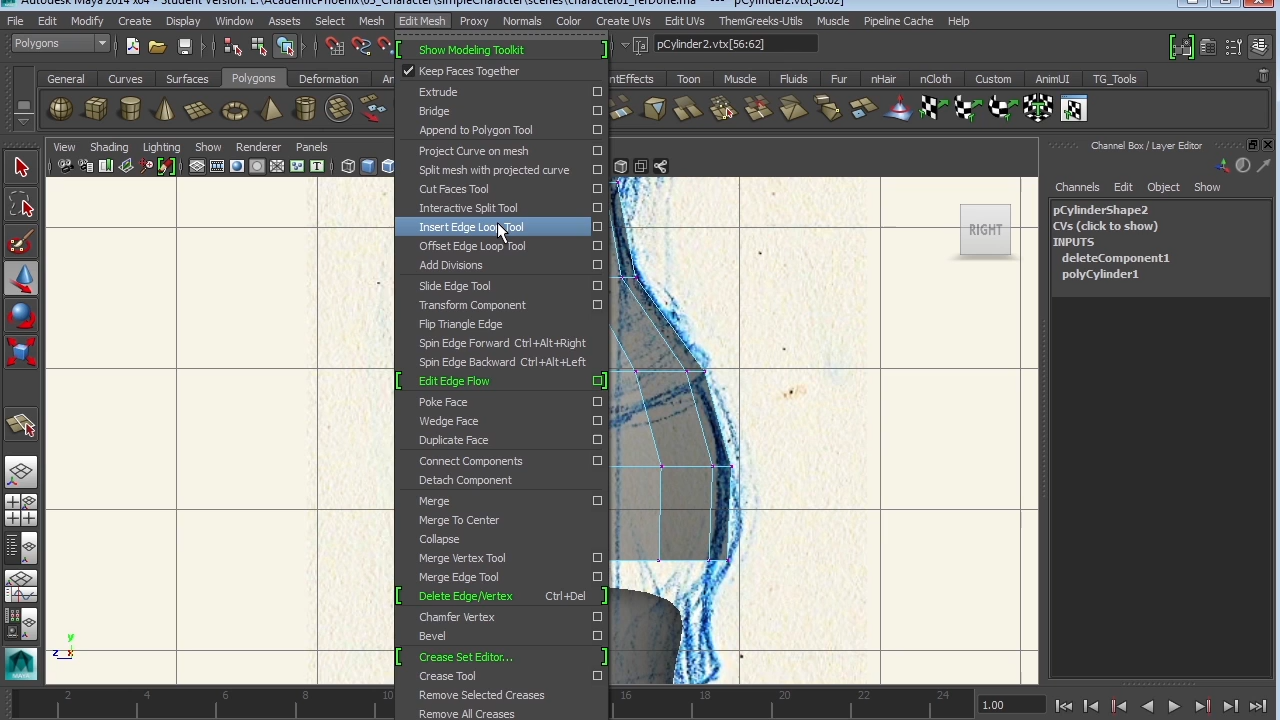 Autodesk Maya 2014 x64 - Student Version: E:\AcademicPhoenix\05_Character\simpleCharacter\scenes\character01_refDone.ma --- pCylinder2.vtx[56:62]
File Edit Modify Create Display Window Assets Select Mesh Edit Mesh Proxy Normals Color Create UVs Edit UVs ThemGreeks-Utils Muscle Pipeline Cache Help
Polygons
pCylinder2.vtx[56:62]
General Curves Surfaces Polygons Deformation Toon Muscle Fluids Fur nHair nCloth Custom AnimUI TG_Tools
View Shading Lighting Show Renderer Panels
Show Modeling Toolkit
Keep Faces Together
Extrude
Bridge
Append to Polygon Tool
Project Curve on mesh
Split mesh with projected curve
Cut Faces Tool
Interactive Split Tool
Insert Edge Loop Tool
Offset Edge Loop Tool
Add Divisions
Slide Edge Tool
Transform Component
Flip Triangle Edge
Spin Edge Forward Ctrl+Alt+Right
Spin Edge Backward Ctrl+Alt+Left
Edit Edge Flow
Poke Face
Wedge Face
Duplicate Face
Connect Components
Detach Component
Merge
Merge To Center
Collapse
Merge Vertex Tool
Merge Edge Tool
Delete Edge/Vertex Ctrl+Del
Chamfer Vertex
Bevel
Crease Set Editor...
Crease Tool
Remove Selected Creases
Remove All Creases
RIGHT
Channel Box / Layer Editor
Channels Edit Object Show
pCylinderShape2
CVs (click to show)
INPUTS
deleteComponent1
polyCylinder1
y
z x
2 4 6 8 10 16 18 20 22 24
1.00